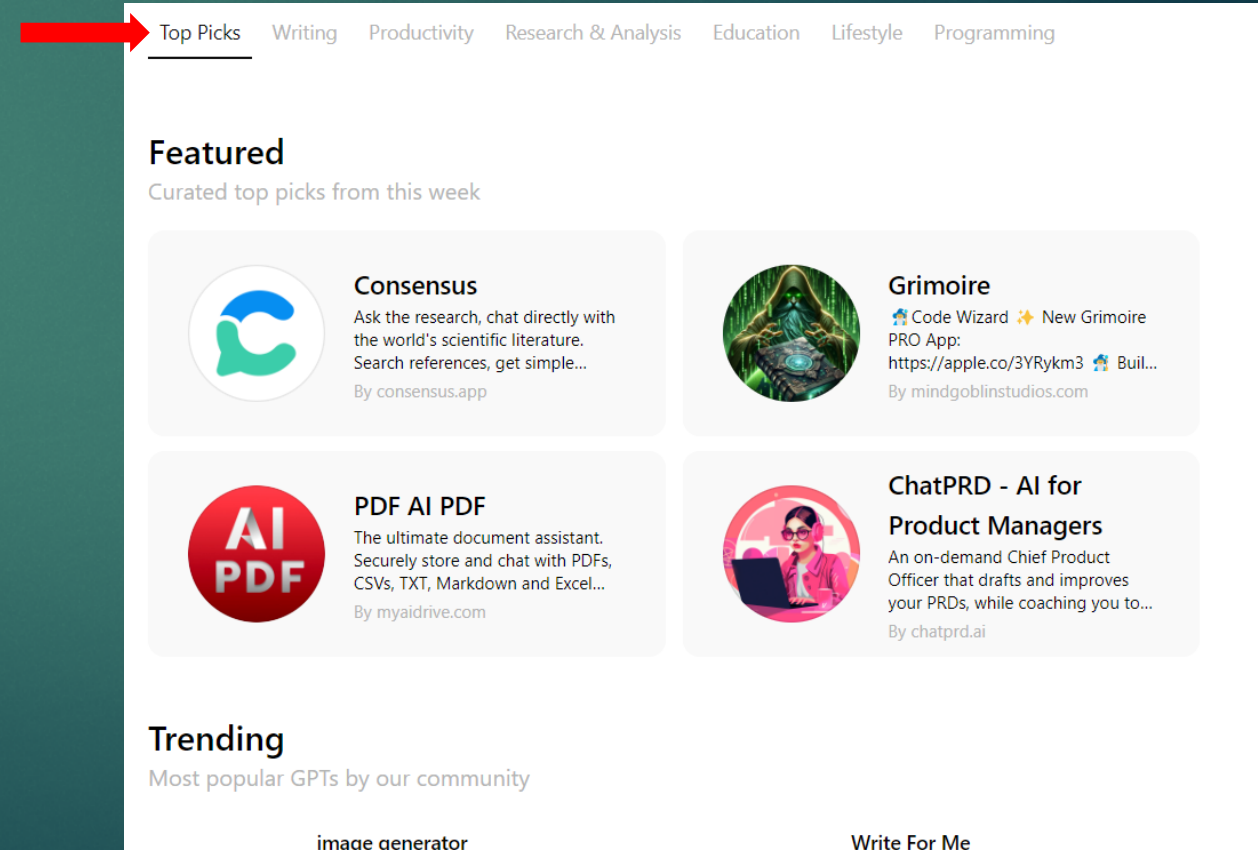 Top Picks Writing Productivity Research & Analysis Education Lifestyle Programming
Featured
Curated top picks from this week
Consensus
Ask the research, chat directly with
the world's scientific literature.
Search references, get simple...
By consensus.app
Grimoire
🧙‍♂️Code Wizard ✨ New Grimoire
PRO App:
https://apple.co/3YRykm3 🧙‍♂️ Buil...
By mindgoblinstudios.com
AI
PDF
PDF AI PDF
The ultimate document assistant.
Securely store and chat with PDFs,
CSVs, TXT, Markdown and Excel...
By myaidrive.com
ChatPRD - AI for
Product Managers
An on-demand Chief Product
Officer that drafts and improves
your PRDs, while coaching you to...
By chatprd.ai
Trending
Most popular GPTs by our community
image generator
Write For Me